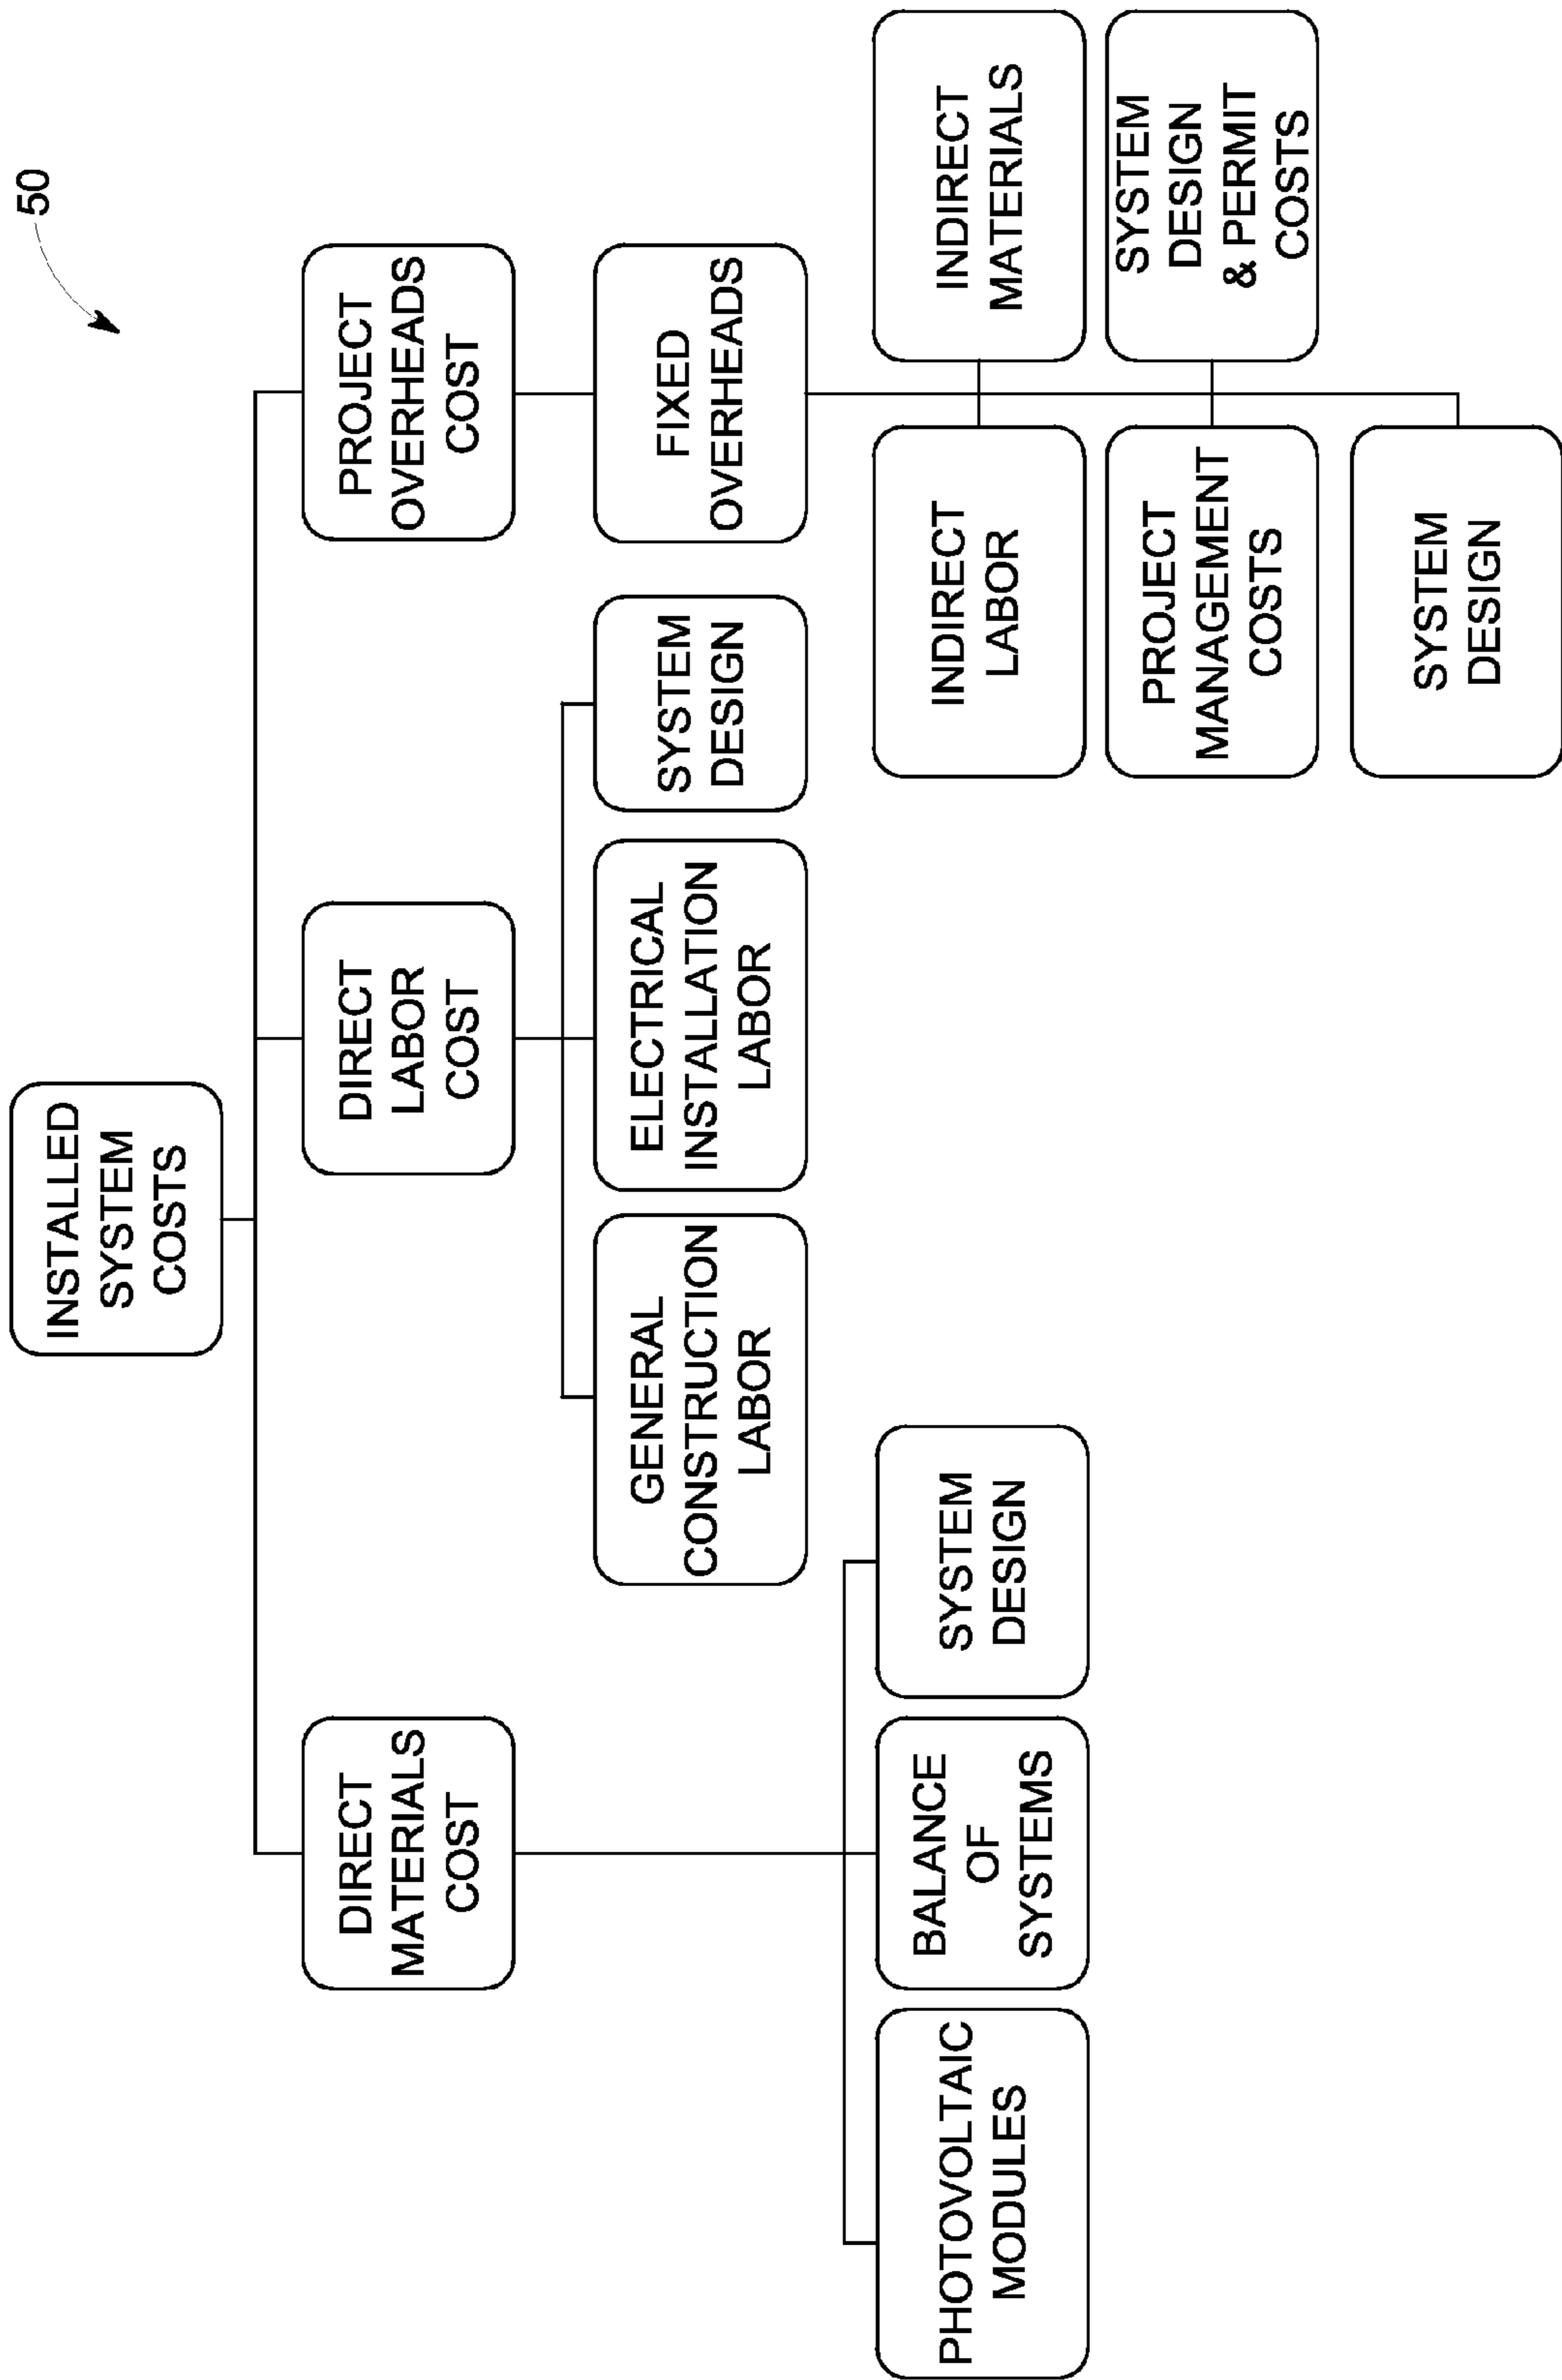 50
INSTALLED
SYSTEM
COSTS
DIRECT
MATERIALS
COST
DIRECT
LABOR
COST
PROJECT
OVERHEADS
COST
GENERAL
CONSTRUCTION
LABOR
ELECTRICAL
INSTALLATION
LABOR
SYSTEM
DESIGN
FIXED
OVERHEADS
PHOTOVOLTAIC
MODULES
BALANCE
OF
SYSTEMS
SYSTEM
DESIGN
INDIRECT
LABOR
INDIRECT
MATERIALS
PROJECT
MANAGEMENT
COSTS
SYSTEM
DESIGN
& PERMIT
COSTS
SYSTEM
DESIGN